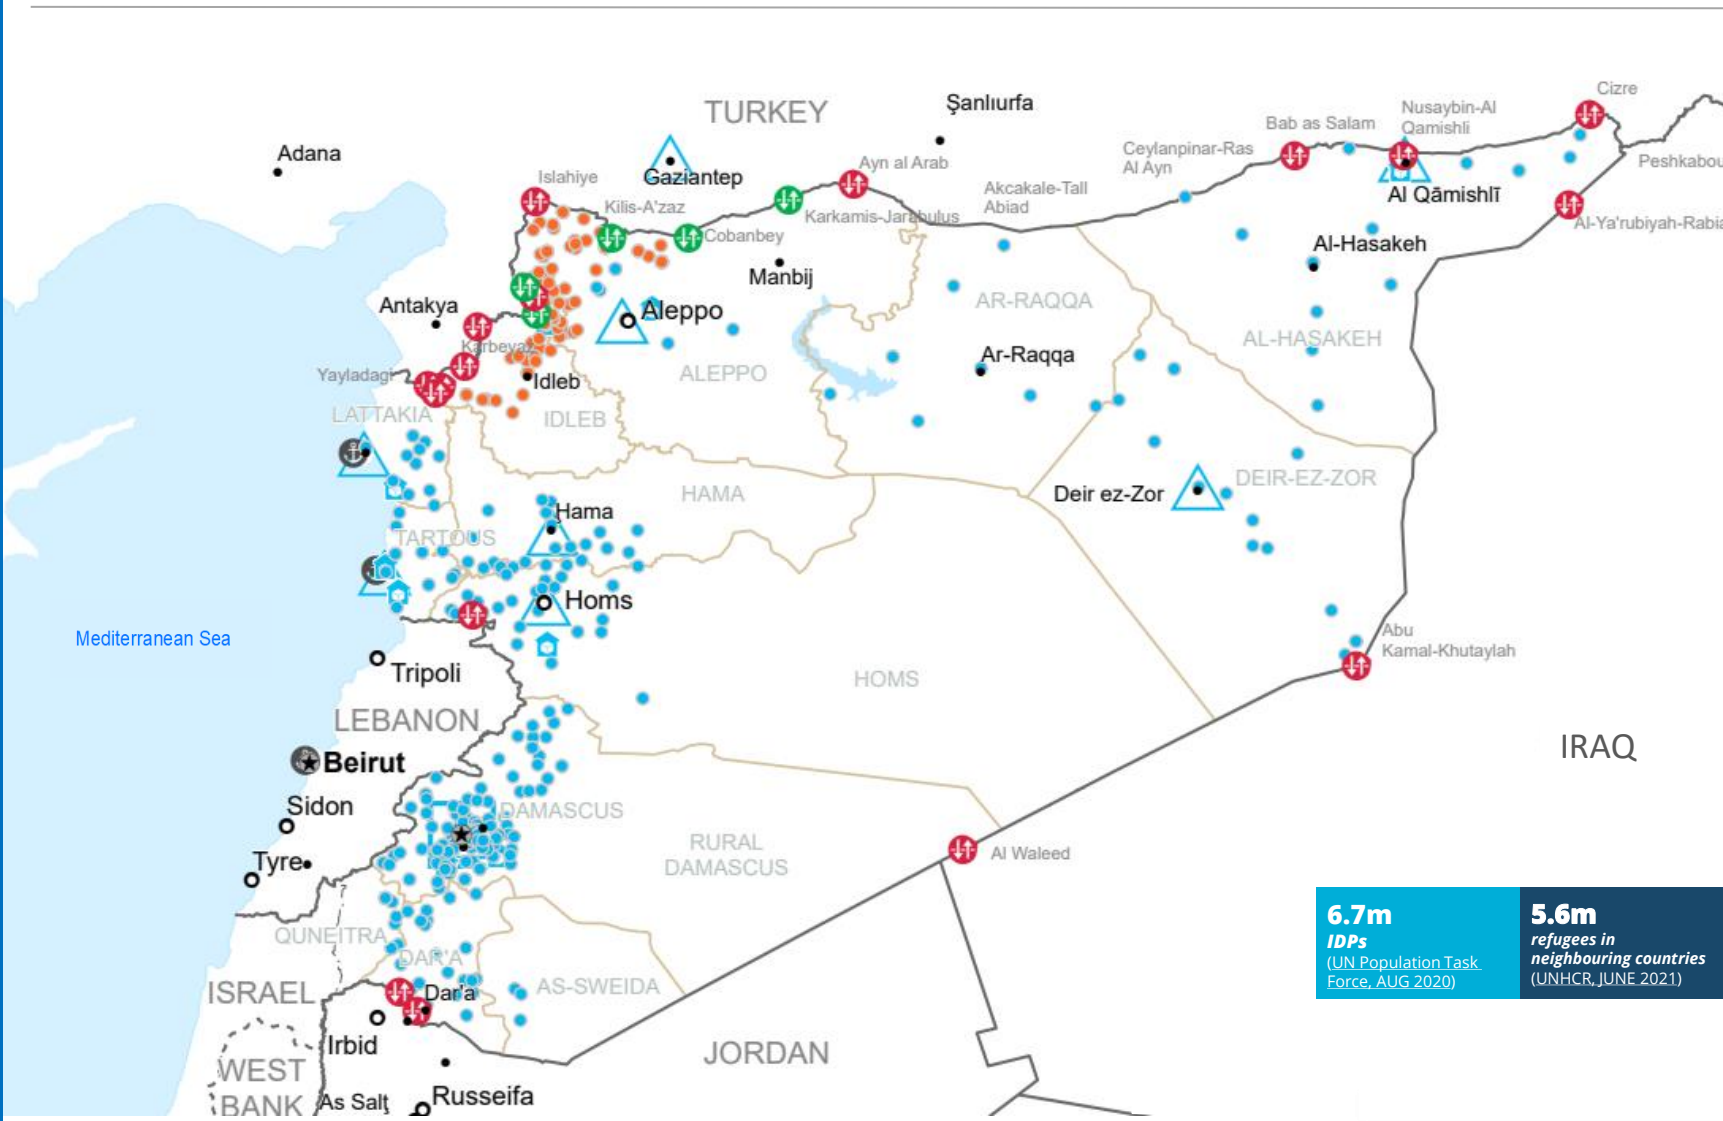 Cizre
Şanlıurfa
TURKEY
Nusaybin-Al
Qamishli
Bab as Salam
Adana
Ceylanpinar-Ras
Al Ayn
Peshkabou
Ayn al Arab
Islahiye
Gaziantep
Akcakale-Tall
Abiad
Al Qāmishlī
Kilis-A'zaz
Karkamis-Jarabulus
Al-Ya'rubiyah-Rabia
Cobanbey
Al-Hasakeh
Manbij
Antakya
Aleppo
AR-RAQQA
AL-HASAKEH
Karbeyaz
Ar-Raqqa
Yayladagi
ALEPPO
Idleb
LATTAKIA
IDLEB
DEIR-EZ-ZOR
Deir ez-Zor
HAMA
Hama
TARTOUS
Homs
Mediterranean Sea
Abu
Kamal-Khutaylah
Tripoli
HOMS
LEBANON
IRAQ
Beirut
Sidon
DAMASCUS
RURAL
DAMASCUS
Al Waleed
Tyre
6.7m
IDPs
(UN Population Task
Force, AUG 2020)
5.6m
refugees in
neighbouring countries
(UNHCR, JUNE 2021)
QUNEITRA
DAR'A
AS-SWEIDA
ISRAEL
Dar'a
Irbid
JORDAN
WEST
BANK
As Salţ
Russeifa